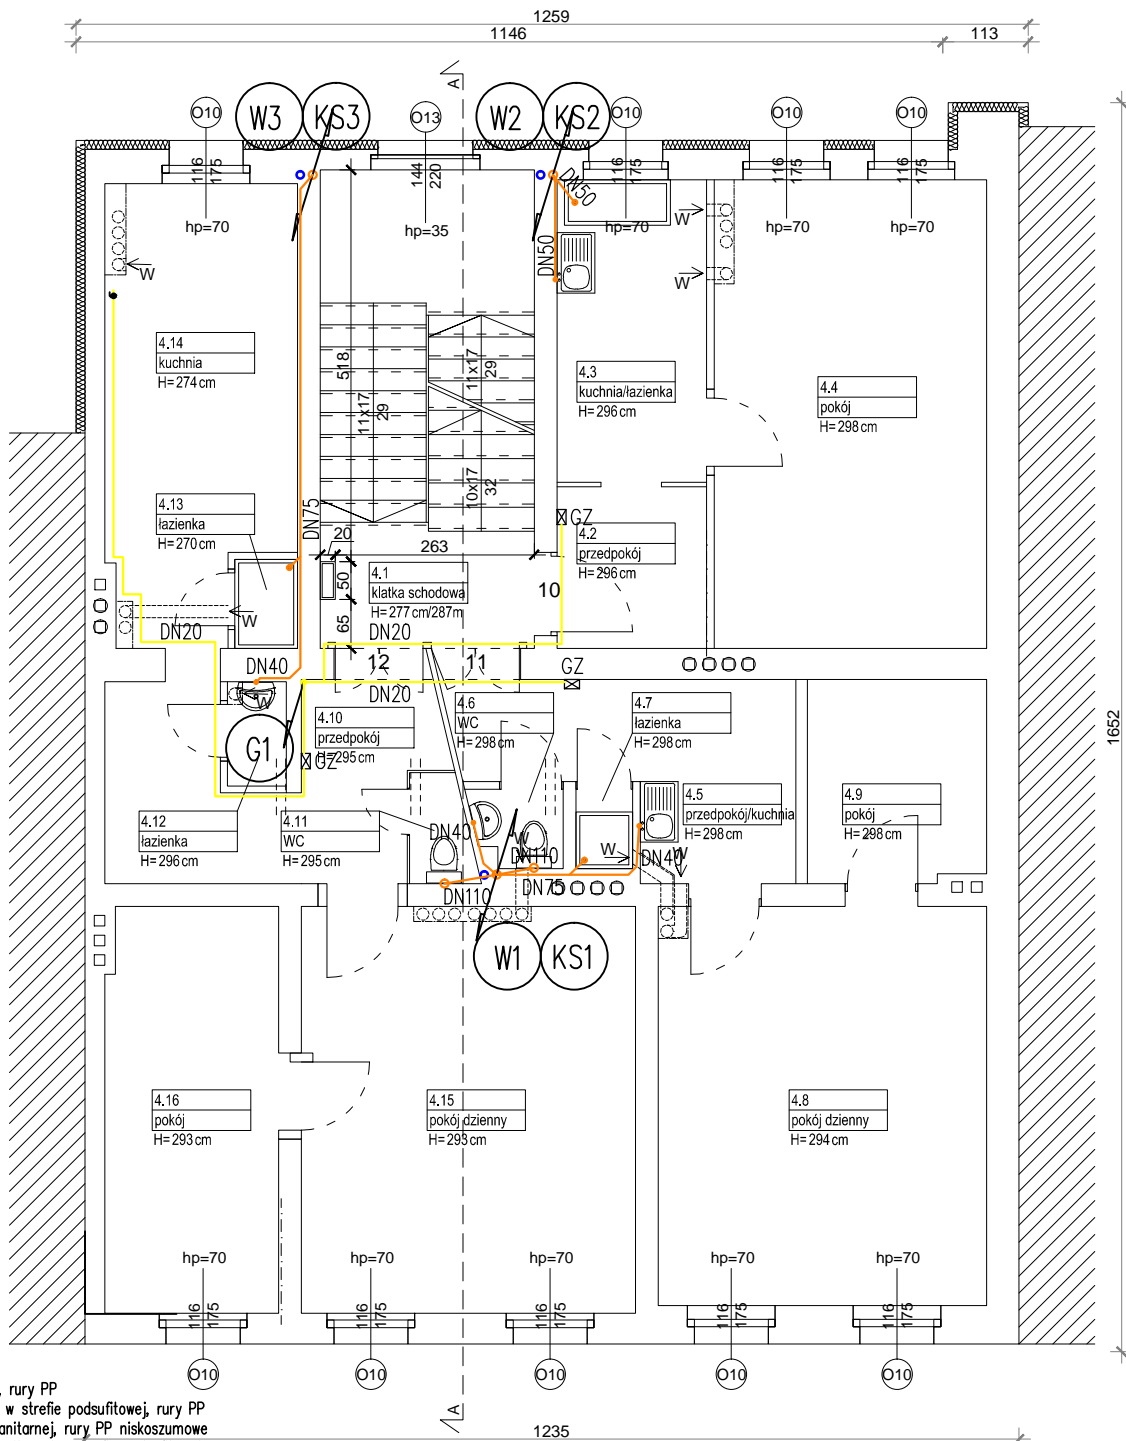 1259
1146
113
A
W3
KS3
W2
KS2
O10
O13
O10
O10
O10
116
175
144
220
116
175
116
175
116
175
DN50
hp=70
hp=35
hp=70
hp=70
hp=70
W
W
W
DN50
4.14
kuchnia
H=274cm
518
11x17
29
11x17
29
10x17
32
4.3
kuchnia/łazienka
H=296cm
4.4
pokój
H=298cm
4.13
łazienka
H=270cm
DN75
20
263
GZ
4.2
przedpokój
H=296cm
4.1
klatka schodowa
H=277cm/287m
50
65
10
W
DN20
DN20
DN40
12
11
GZ
DN20
W
4.10
przedpokój
H=295cm
4.6
WC
H=298cm
4.7
łazienka
H=298cm
G1
GZ
1652
4.12
łazienka
H=296cm
4.11
WC
H=295cm
4.5
przedpokój/kuchnia
H=298cm
4.9
pokój
H=298cm
DN40
W
DN110
W
DN40
W
DN110
DN75
W1
KS1
4.16
pokój
H=293cm
4.15
pokój dzienny
H=293cm
4.8
pokój dzienny
H=294cm
hp=70
hp=70
hp=70
hp=70
hp=70
116
175
116
175
116
175
116
175
116
175
O10
O10
O10
O10
O10
, rury PP
w strefie podsufitowej, rury PP
anitarnej, rury PP niskoszumowe
A
1235